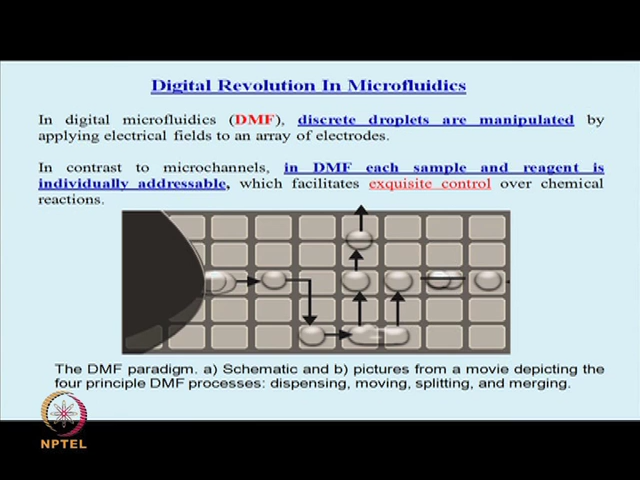 Digital Revolution In Microfluidics
In digital microfluidics (DMF), discrete droplets are manipulated by
applying electrical fields to an array of electrodes.
In contrast to microchannels, in DMF each sample and reagent is
individually addressable, which facilitates exquisite control over chemical
reactions.
The DMF paradigm. a) Schematic and b) pictures from a movie depicting the
four principle DMF processes: dispensing, moving, splitting, and merging.
NPTEL